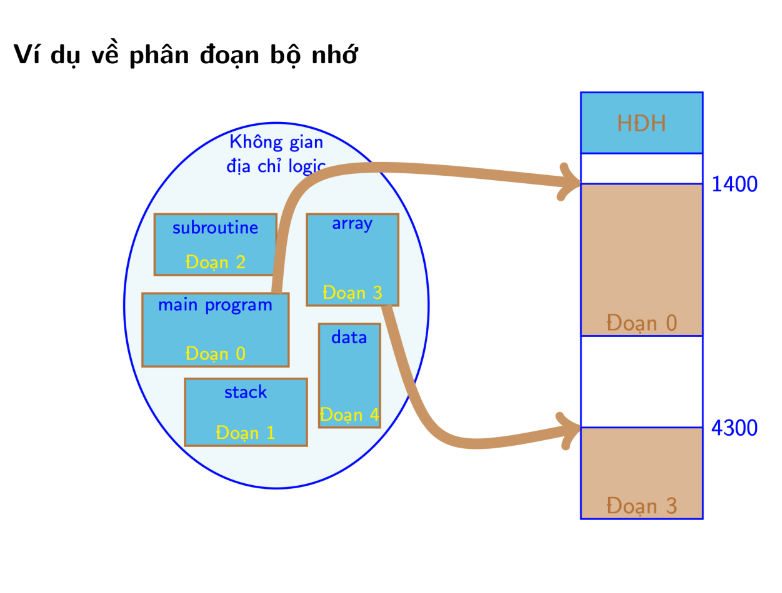 Ví dụ về phân đoạn bộ nhớ
Không gian
địa chỉ logic
subroutine
Đoạn 2
array
Đoạn 3
main program
Đoạn 0
data
Đoạn 4
stack
Đoạn 1
HĐH
1400
Đoạn 0
4300
Đoạn 3